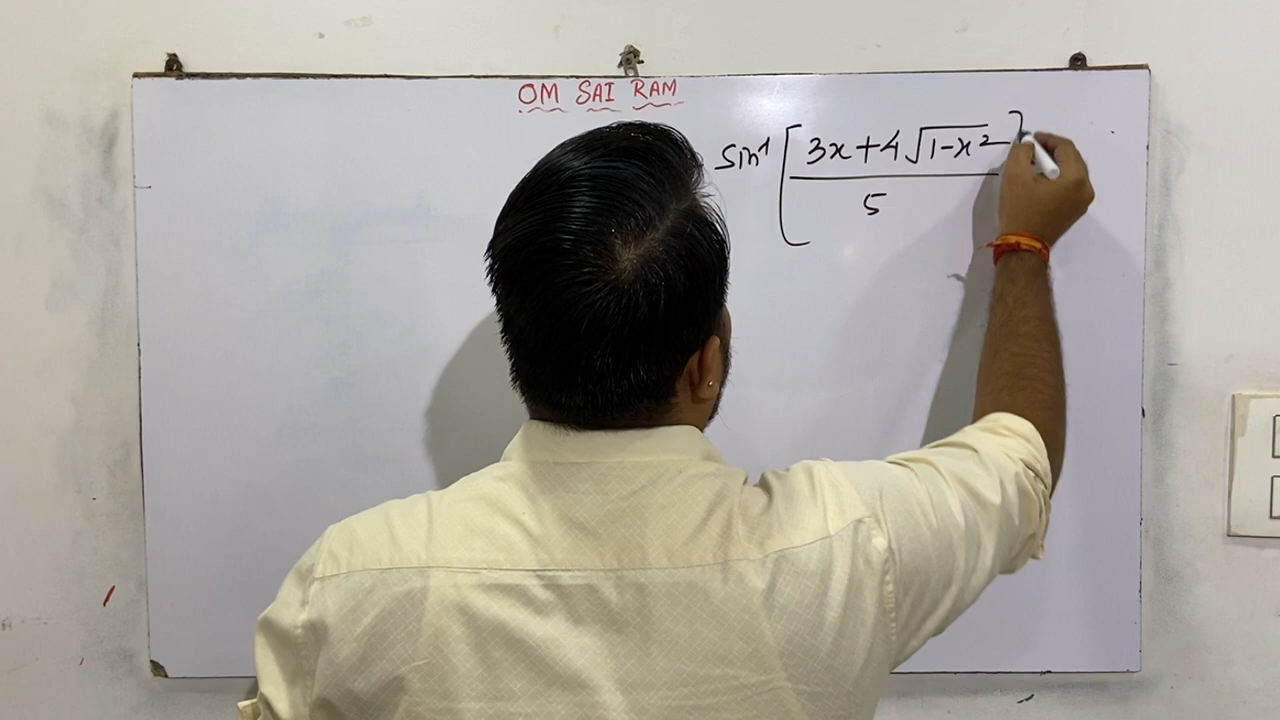 OM SAI RAM
sin⁻¹ [ 3x+4√1-x²
5 ]